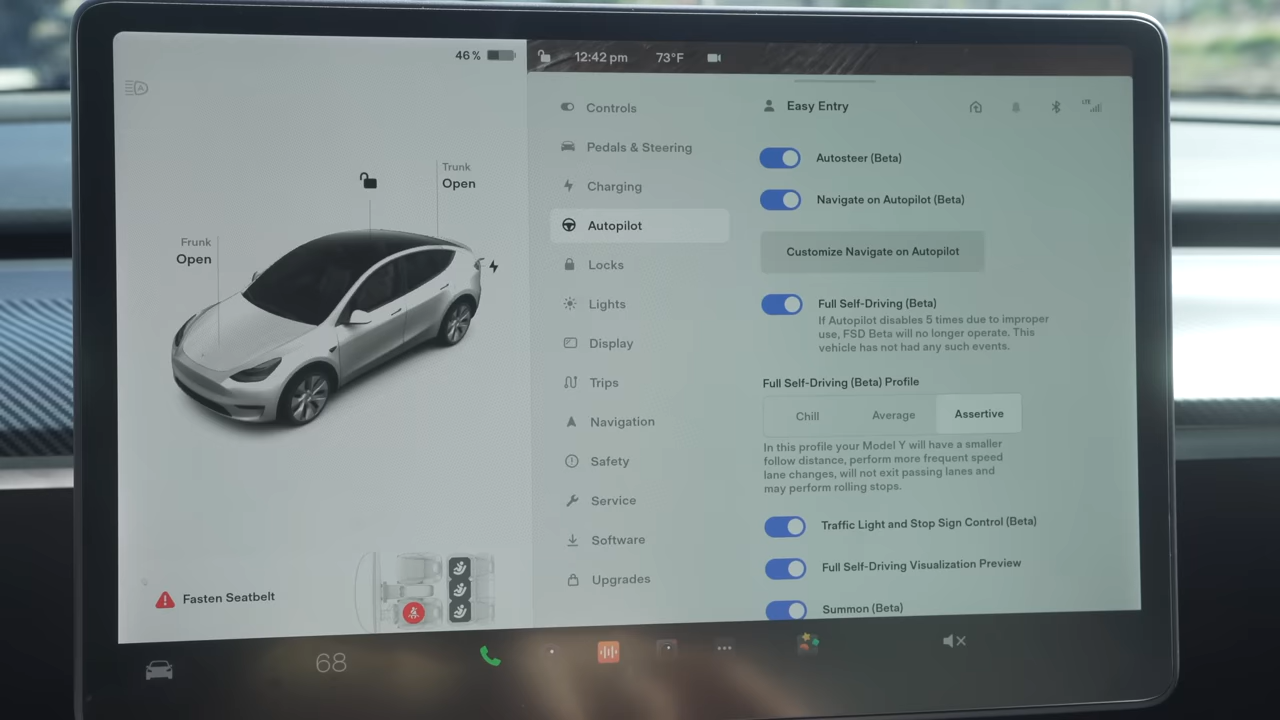 46 %
12:42 pm
73°F
Trunk
Open
Frunk
Open
Fasten Seatbelt
Controls
Pedals & Steering
Charging
Autopilot
Locks
Lights
Display
Trips
Navigation
Safety
Service
Software
Upgrades
Easy Entry
LTE
Autosteer (Beta)
Navigate on Autopilot (Beta)
Customize Navigate on Autopilot
Full Self-Driving (Beta)
If Autopilot disables 5 times due to improper
use, FSD Beta will no longer operate. This
vehicle has not had any such events.
Full Self-Driving (Beta) Profile
Chill
Average
Assertive
In this profile your Model Y will have a smaller
follow distance, perform more frequent speed
lane changes, will not exit passing lanes and
may perform rolling stops.
Traffic Light and Stop Sign Control (Beta)
Full Self-Driving Visualization Preview
Summon (Beta)
68